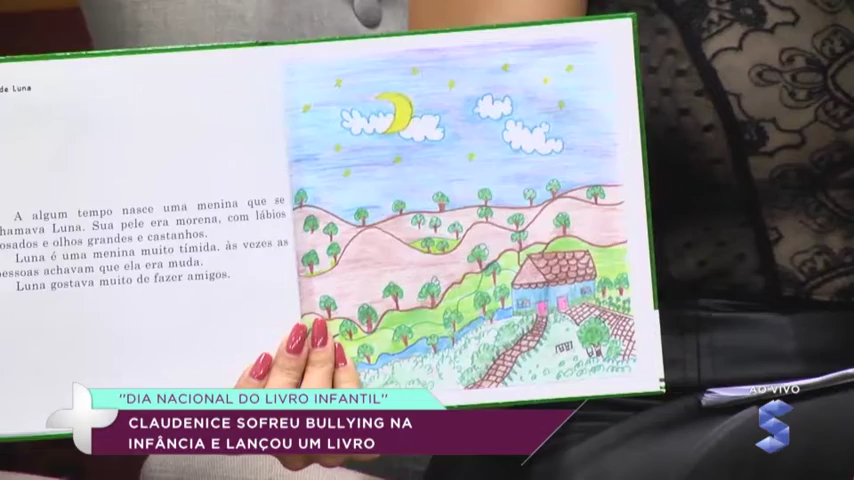 de Luna
A algum tempo nasce uma menina que se
hamava Luna. Sua pele era morena, com lábios
osados e olhos grandes e castanhos.
Luna é uma menina muito tímida. às vezes as
pessoas achavam que ela era muda.
Luna gostava muito de fazer amigos.
"DIA NACIONAL DO LIVRO INFANTIL"
CLAUDENICE SOFREU BULLYING NA
INFÂNCIA E LANÇOU UM LIVRO
AO VIVO